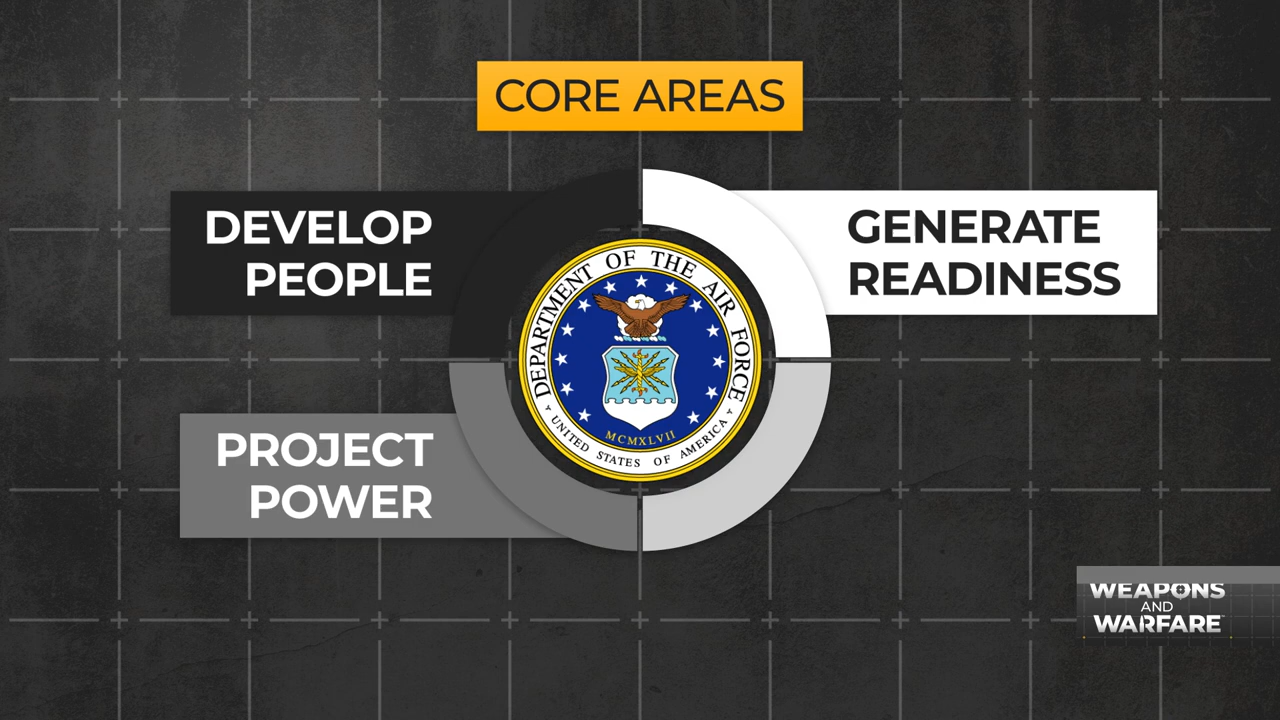 CORE AREAS
DEVELOP
PEOPLE
GENERATE
READINESS
DEPARTMENT OF THE AIR FORCE
MCMXLVII
UNITED STATES OF AMERICA
PROJECT
POWER
WEAPONS
AND
WARFARE